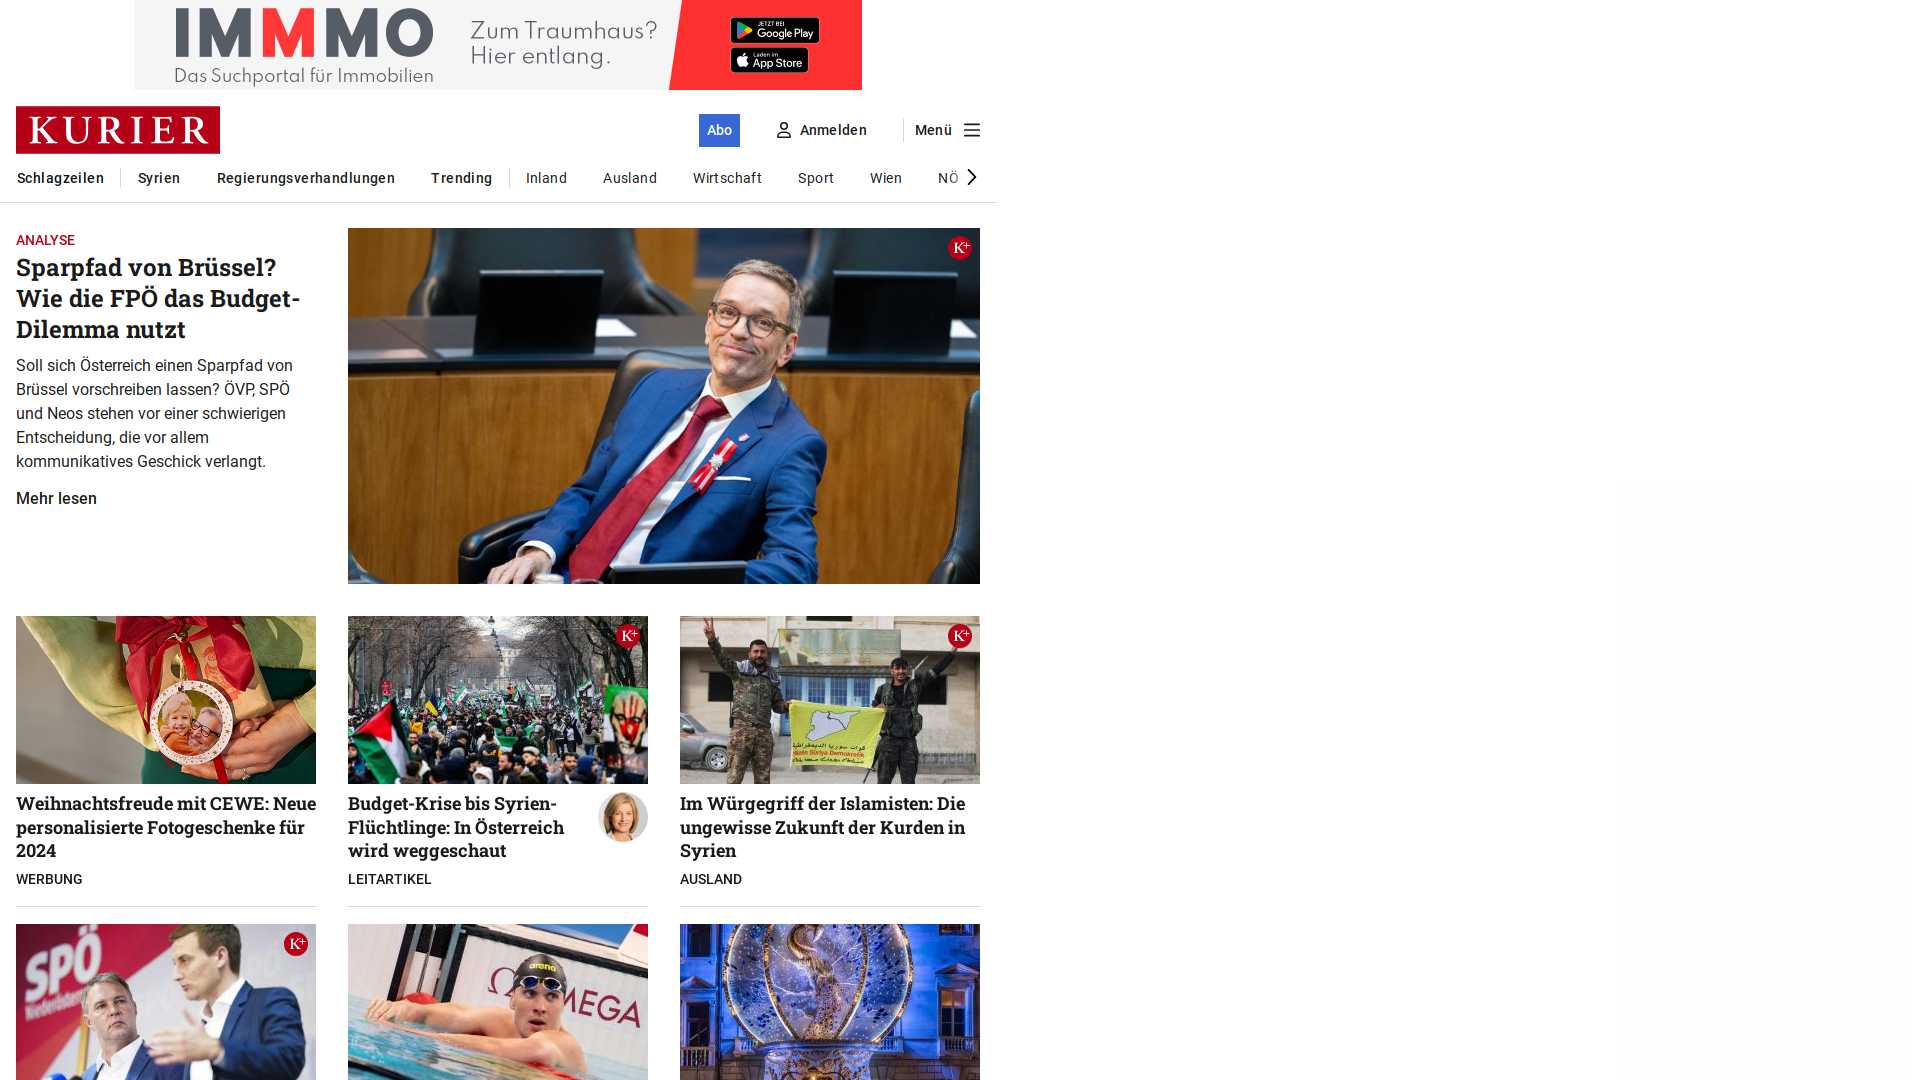 IMMMO
Das Suchportal für Immobilien
Zum Traumhaus?
Hier entlang.
JETZT BEI
Google Play
Laden im
App Store
KURIER
Abo
Anmelden
Menü
Schlagzeilen
Syrien
Regierungsverhandlungen
Trending
Inland
Ausland
Wirtschaft
Sport
Wien
NÖ
ANALYSE
Sparpfad von Brüssel?
Wie die FPÖ das Budget-
Dilemma nutzt
Soll sich Österreich einen Sparpfad von
Brüssel vorschreiben lassen? ÖVP, SPÖ
und Neos stehen vor einer schwierigen
Entscheidung, die vor allem
kommunikatives Geschick verlangt.
Mehr lesen
K+
K+
K+
Weihnachtsfreude mit CEWE: Neue
personalisierte Fotogeschenke für
2024
WERBUNG
Budget-Krise bis Syrien-
Flüchtlinge: In Österreich
wird weggeschaut
LEITARTIKEL
قوات سوريا الديمقراطية
Im Würgegriff der Islamisten: Die
ungewisse Zukunft der Kurden in
Syrien
AUSLAND
SPÖ
K+
arena
ΩMEGA